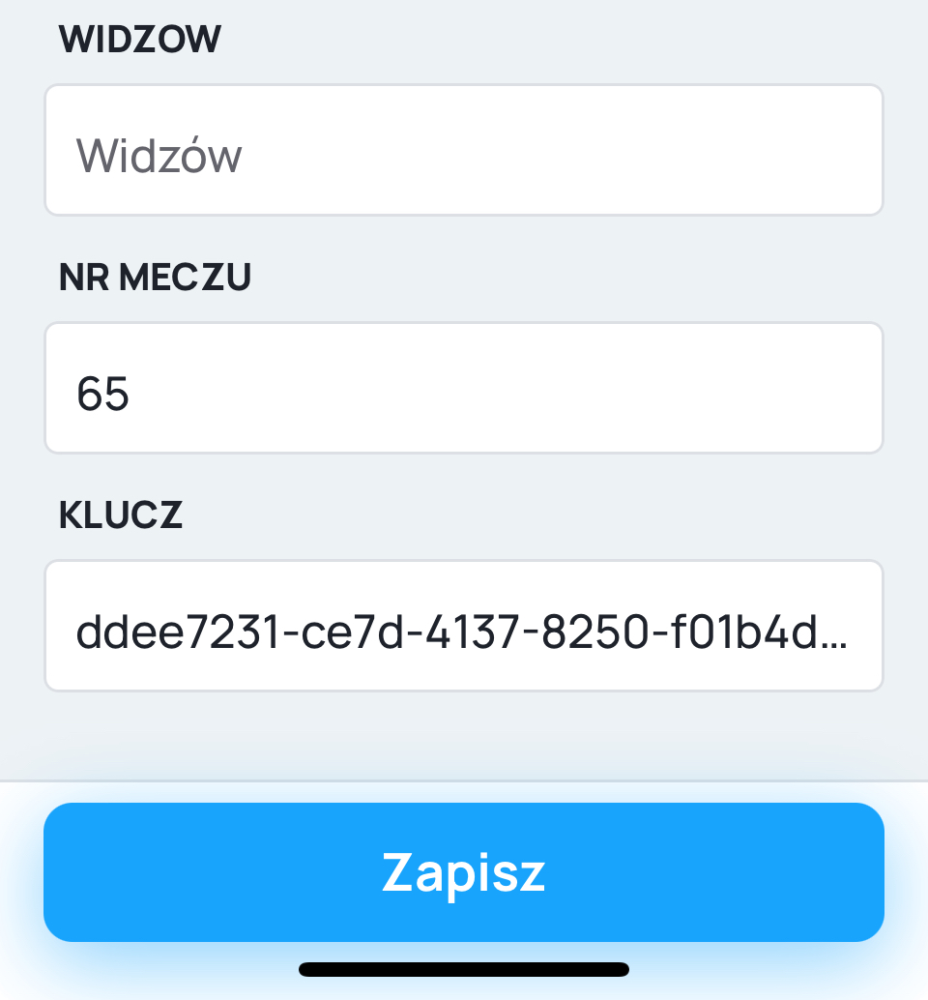 WIDZOW
Widzów
NR MECZU
65
KLUCZ
ddee7231-ce7d-4137-8250-f01b4d...
Zapisz